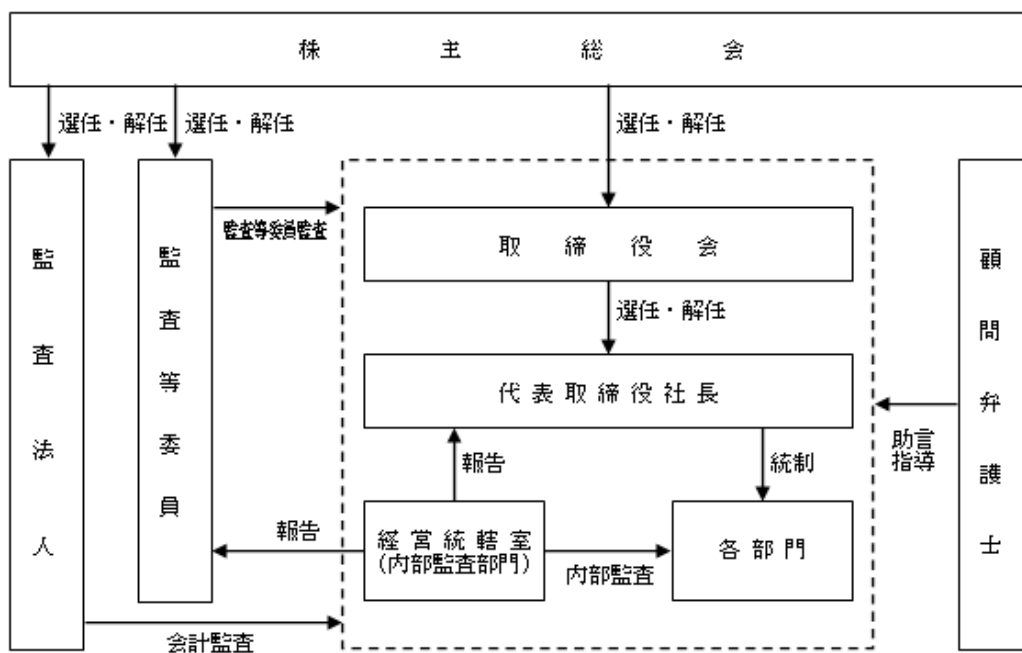 株主総会
選任・解任
選任・解任
選任・解任
監査法人
監査等委員
監査等委員監査
取締役会
選任・解任
代表取締役社長
顧問弁護士
助言
指導
報告
統制
報告
経営統轄室
(内部監査部門)
内部監査
各部門
会計監査